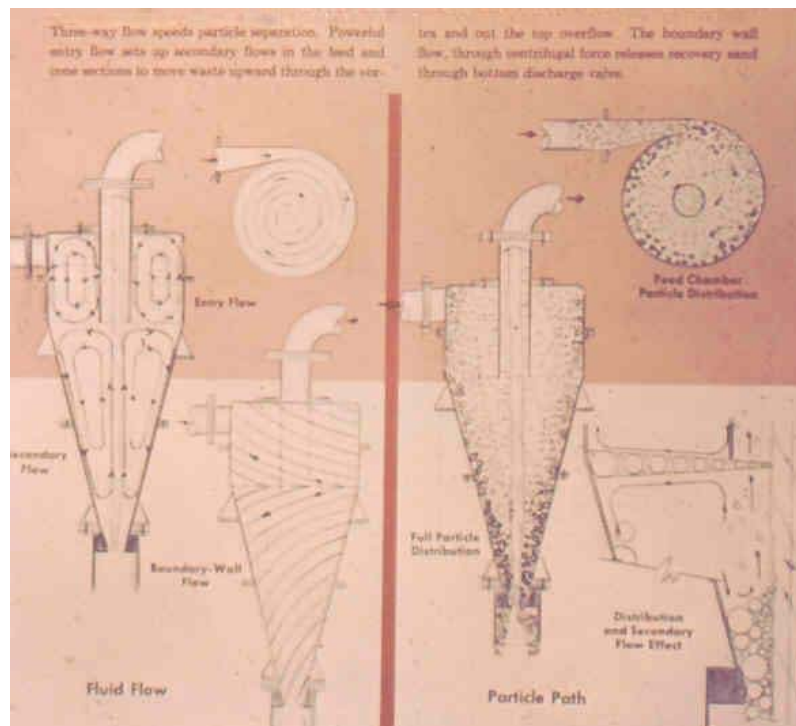 Three-way flow speeds particle separation. Powerful
entry flow sets up secondary flows in the feed and
cone sections to move waste upward through the vor-
tex and out the top overflow. The boundary wall
flow, through centrifugal force releases recovery sand
through bottom discharge valve.
Entry Flow
Secondary
Flow
Boundary-Wall
Flow
Fluid Flow
Feed Chamber
Particle Distribution
Full Particle
Distribution
Distribution
and Secondary
Flow Effect
Particle Path